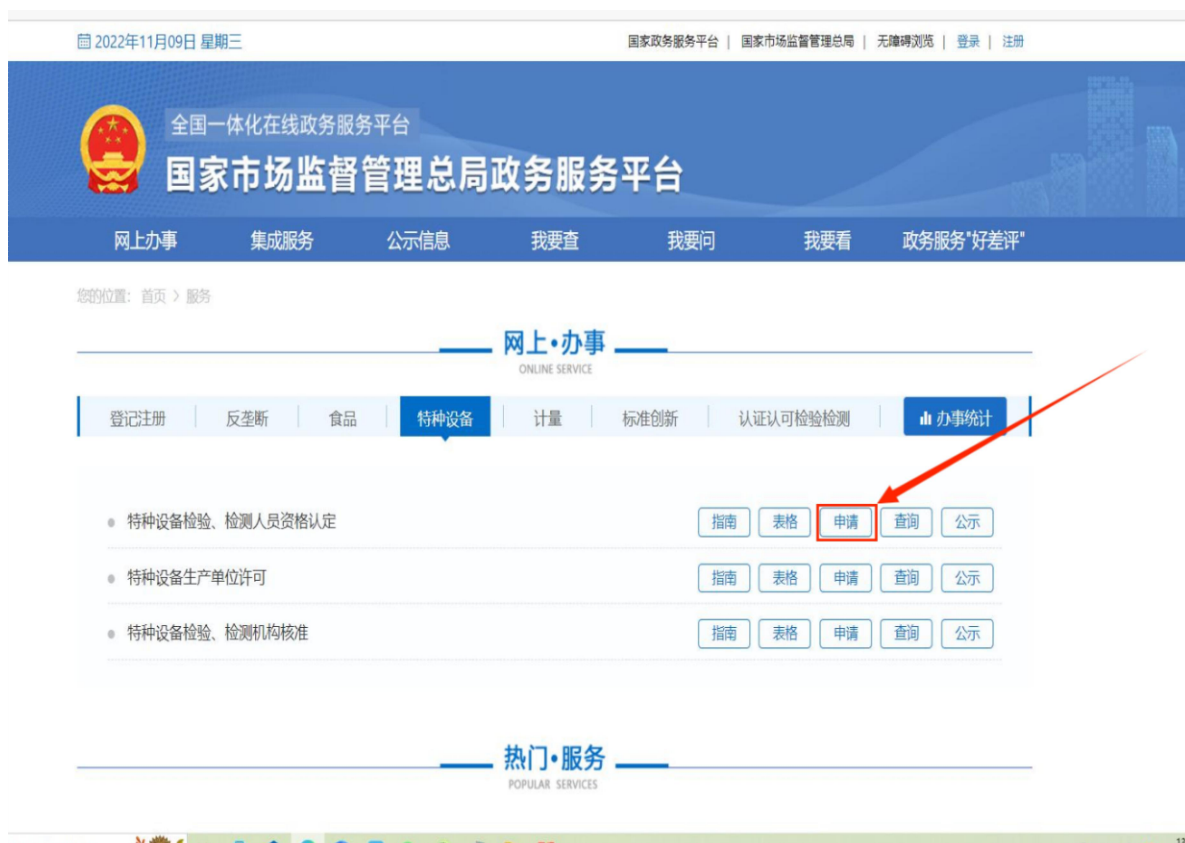 2022年11月09日 星期三 国家政务服务平台 | 国家市场监督管理总局 | 无障碍浏览 | 登录 | 注册
全国一体化在线政务服务平台
国家市场监督管理总局政务服务平台
网上办事 集成服务 公示信息 我要查 我要问 我要看 政务服务"好差评"
您的位置: 首页 > 服务
网上•办事
ONLINE SERVICE
登记注册 反垄断 食品 特种设备 计量 标准创新 认证认可检验检测 办事统计
特种设备检验、检测人员资格认定 指南 表格 申请 查询 公示
特种设备生产单位许可 指南 表格 申请 查询 公示
特种设备检验、检测机构核准 指南 表格 申请 查询 公示
热门•服务
POPULAR SERVICES